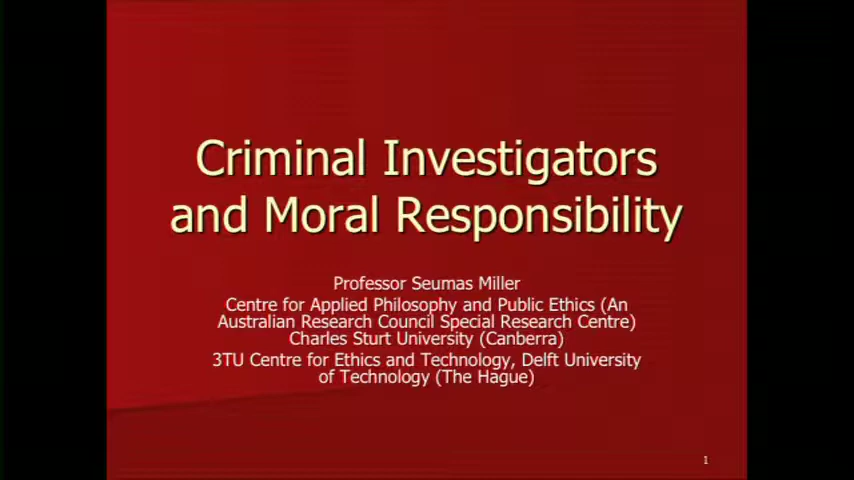 Criminal Investigators
and Moral Responsibility
Professor Seumas Miller
Centre for Applied Philosophy and Public Ethics (An
Australian Research Council Special Research Centre)
Charles Sturt University (Canberra)
3TU Centre for Ethics and Technology, Delft University
of Technology (The Hague)
1